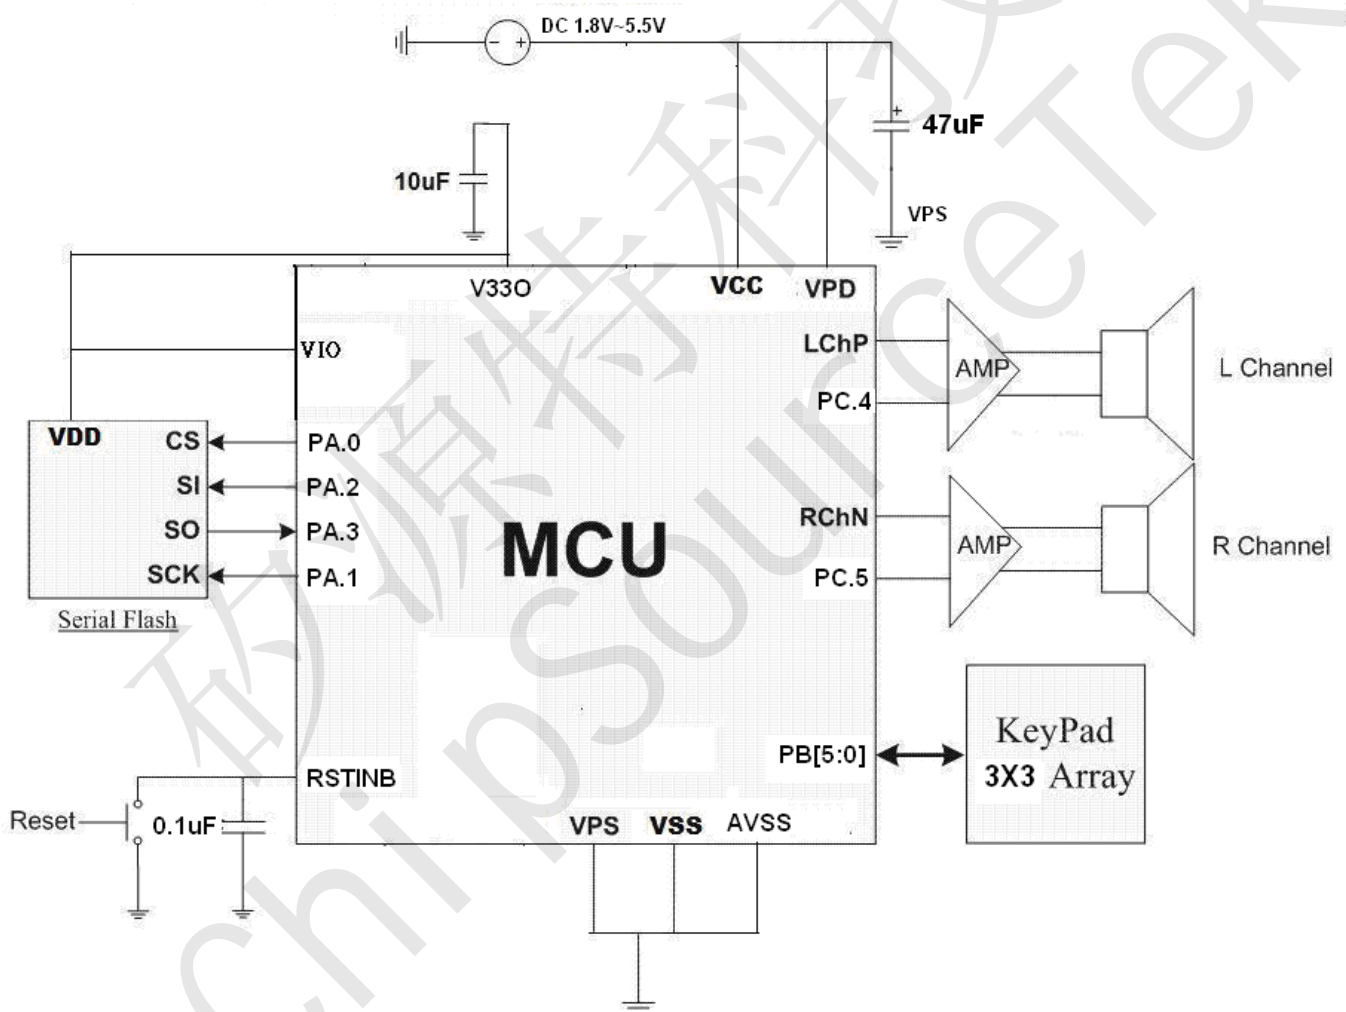 DC 1.8V~5.5V
+
47uF
10uF
VPS
V33O
VCC
VPD
VIO
LChP
AMP
L Channel
PC.4
VDD
CS
PA.0
SI
PA.2
SO
PA.3
SCK
PA.1
Serial Flash
MCU
RChN
AMP
R Channel
PC.5
KeyPad
3X3 Array
PB[5:0]
RSTINB
Reset
0.1uF
VPS
VSS
AVSS
矽源特科技
ChipSourceTek